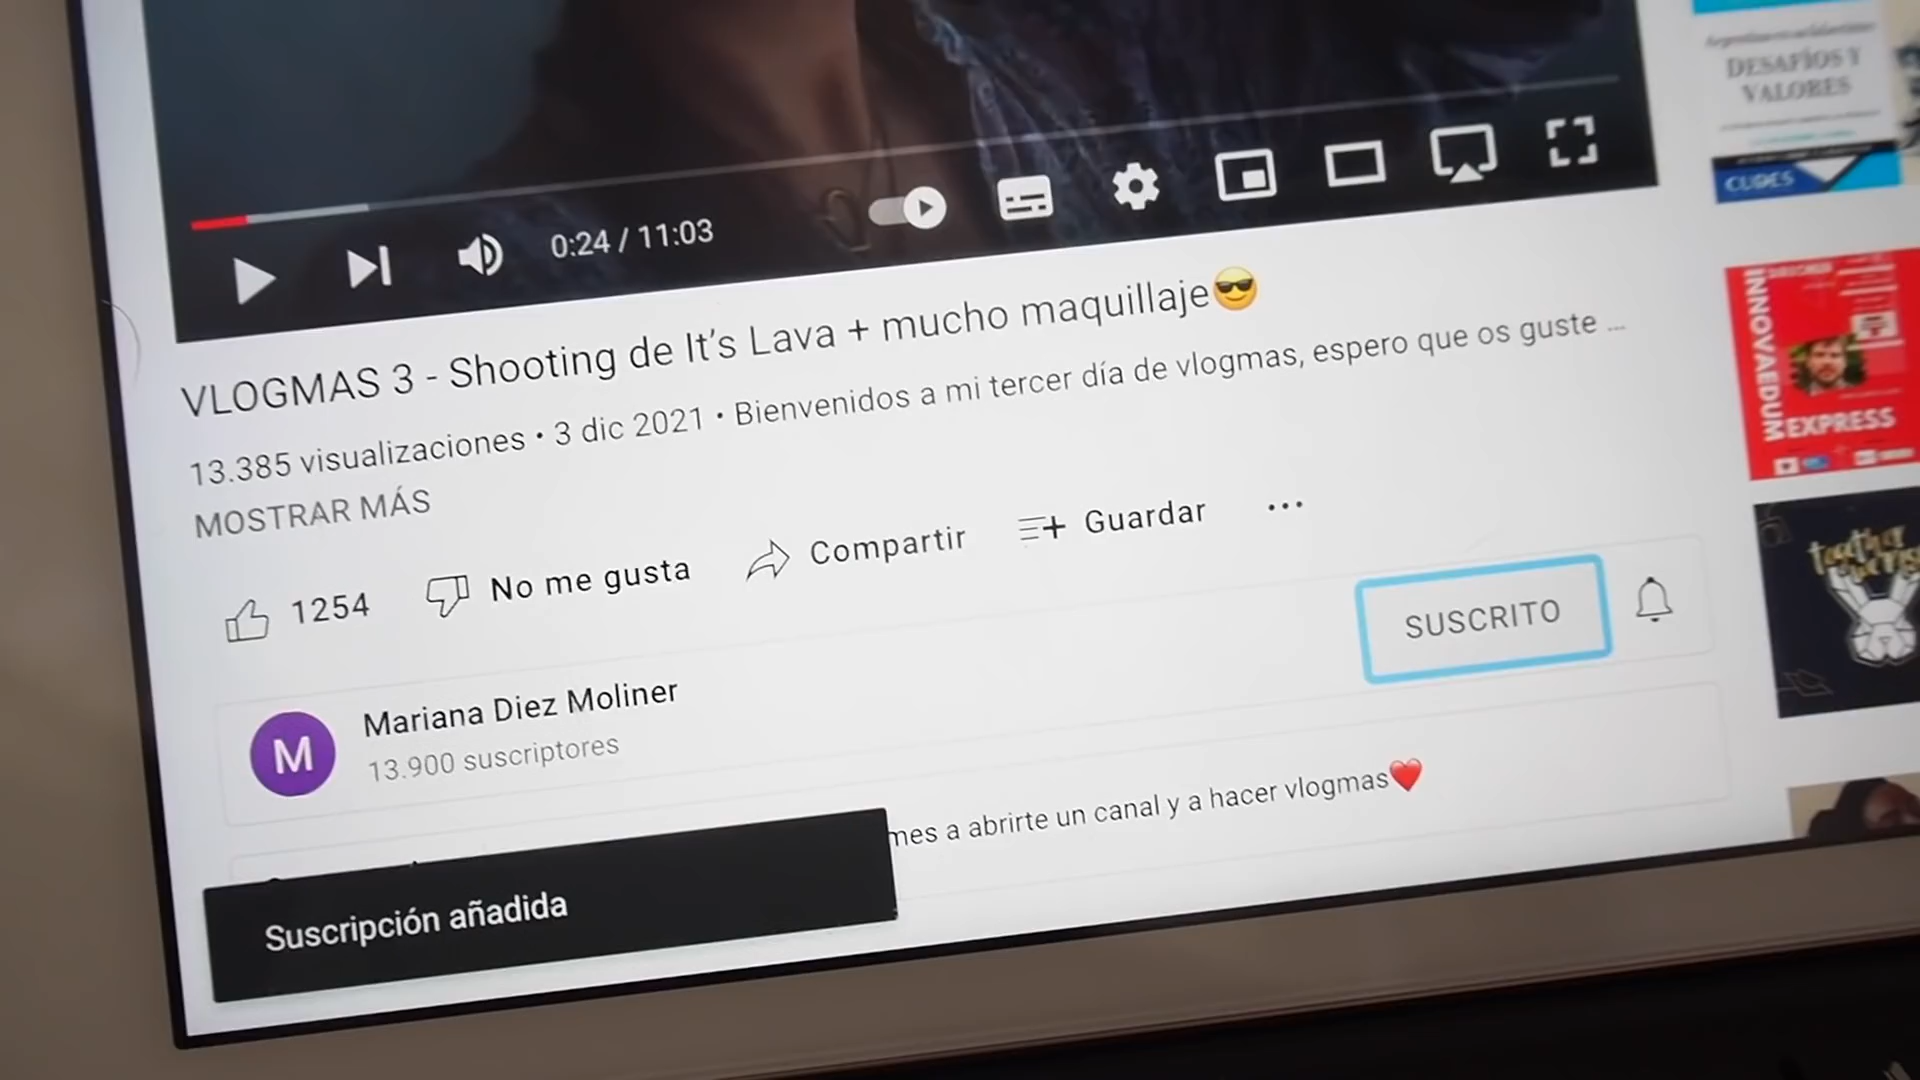 0:24 / 11:03
VLOGMAS 3 - Shooting de It's Lava + mucho maquillaje😎
13.385 visualizaciones • 3 dic 2021 • Bienvenidos a mi tercer día de vlogmas, espero que os guste ...
MOSTRAR MÁS
1254
No me gusta
Compartir
Guardar
...
SUSCRITO
M
Mariana Diez Moliner
13.900 suscriptores
mes a abrirte un canal y a hacer vlogmas❤️
Suscripción añadida
DESAFÍOS Y
VALORES
CUDES
INNOVAEDUM
EXPRESS
together